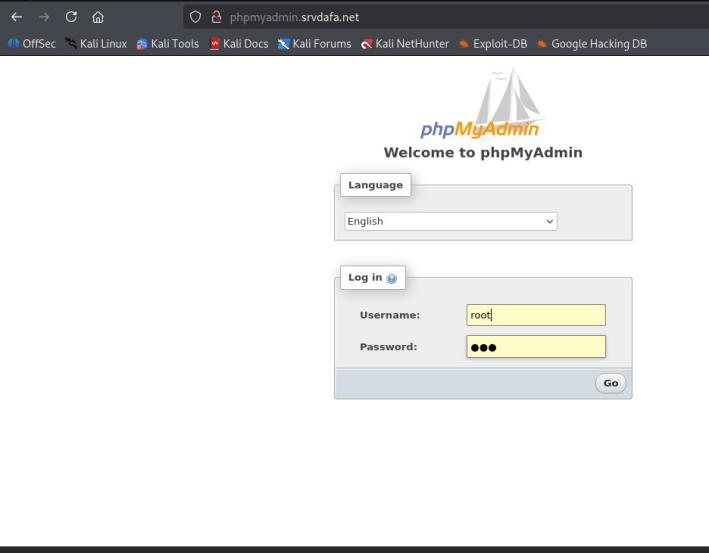 phpmyadmin.srvdafa.net
OffSec Kali Linux Kali Tools Kali Docs Kali Forums Kali NetHunter Exploit-DB Google Hacking DB
phpMyAdmin
Welcome to phpMyAdmin
Language
English
Log in
Username: root
Password: ●●●
Go